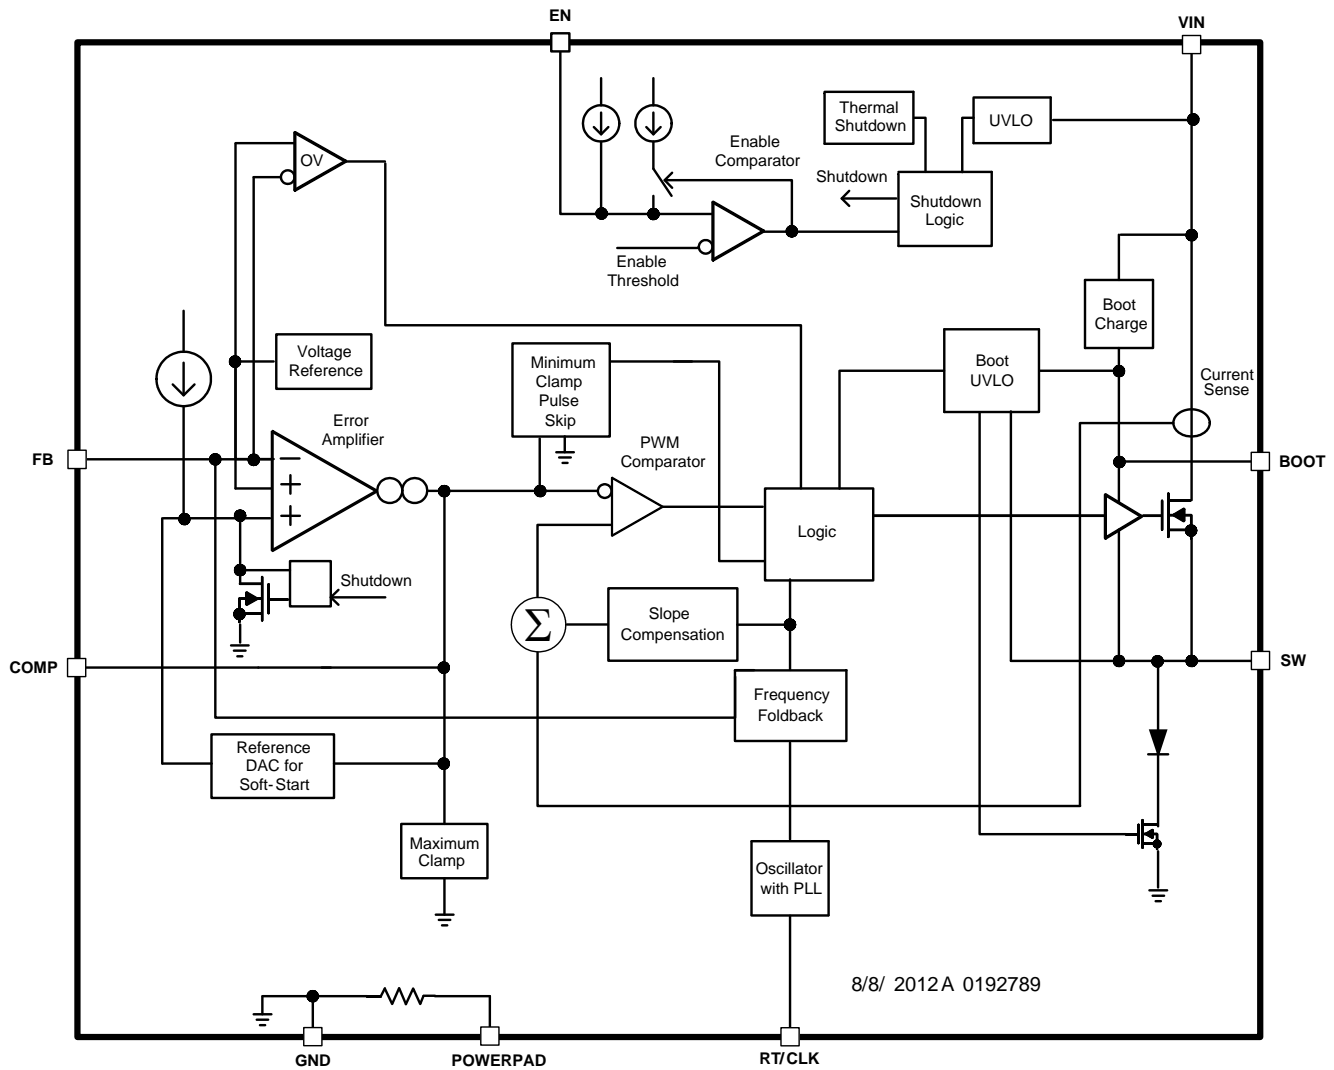 EN
VIN
Thermal
Shutdown
UVLO
OV
Enable
Comparator
Shutdown
Shutdown
Logic
Enable
Threshold
Boot
Charge
Voltage
Reference
Minimum
Clamp
Pulse
Skip
Boot
UVLO
Current
Sense
Error
Amplifier
PWM
Comparator
FB
BOOT
−
+
+
Logic
Shutdown
Σ
Slope
Compensation
COMP
SW
Frequency
Foldback
Reference
DAC for
Soft-Start
Maximum
Clamp
Oscillator
with PLL
8/8/ 2012 A 0192789
GND
POWERPAD
RT/CLK